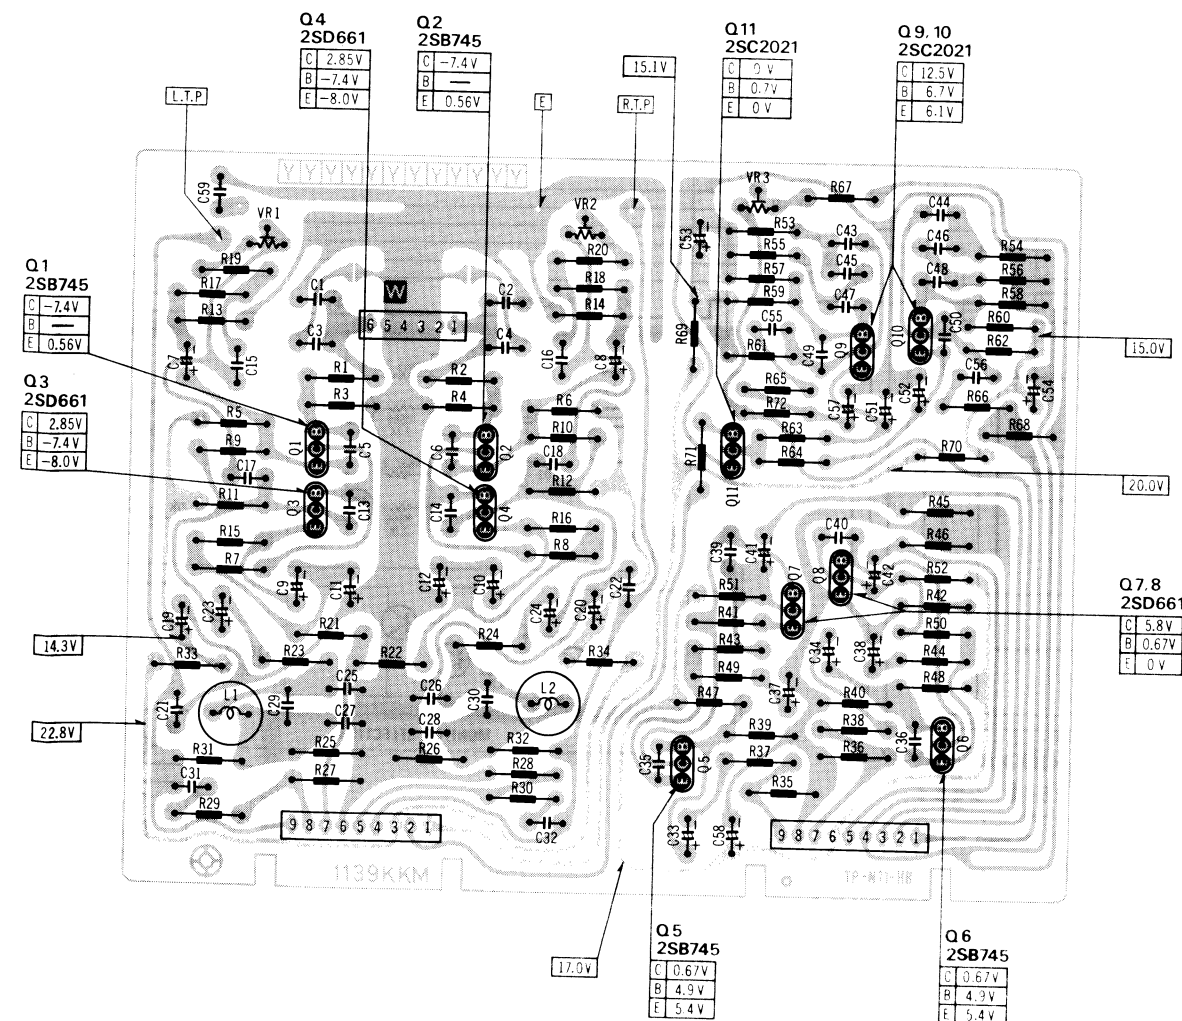 Q4
2SD661
C 2.85V
B -7.4V
E -8.0V
Q2
2SB745
C -7.4V
B —
E 0.56V
Q11
2SC2021
C 0 V
B 0.7V
E 0 V
Q9,10
2SC2021
C 12.5V
B 6.7V
E 6.1V
15.1V
L.T.P
E
R.T.P
Y Y Y Y Y Y Y Y Y Y Y Y
C59
VR1
VR2
VR3
R67
C44
C53
R53
C43
R19
R20
R55
C46
R54
Q1
2SB745
C -7.4V
B —
E 0.56V
R17
C1
W
C2
R18
R57
C45
C48
R56
R13
R14
R59
C47
R58
C3
6 5 4 3 2 1
C4
R69
C55
Q9
Q10
C50
R60
C7
C15
C16
C8
R61
C49
R62
15.0V
Q3
2SD661
C 2.85V
B -7.4V
E -8.0V
R1
R2
R65
C52
C56
C54
R3
R4
R6
R72
C57
C51
R66
R5
R10
R63
R68
R9
Q1
C5
C6
Q2
C18
R71
Q11
R64
R70
C17
R12
20.0V
R11
Q3
C13
C14
Q4
R16
R45
R15
R8
C39
C41
C40
R46
R7
C9
C11
C12
C10
C22
R51
Q7
Q8
C42
R52
Q7,8
2SD661
C 5.8V
B 0.67V
E 0 V
C19
C23
C24
C20
R41
R42
14.3V
R21
R24
R43
C34
C38
R50
R33
R23
R22
R34
R49
R44
C21
L1
C29
C25
C26
C30
L2
R47
C37
R40
R48
22.8V
C27
C28
R39
R38
C36
Q6
R31
R25
R26
R32
C35
Q5
R37
R36
C31
R27
R28
R35
R29
R30
9 8 7 6 5 4 3 2 1
C32
C33
C58
9 8 7 6 5 4 3 2 1
1139KKM
17.0V
Q5
2SB745
C 0.67V
B 4.9V
E 5.4V
Q6
2SB745
C 0.67V
B 4.9V
E 5.4V